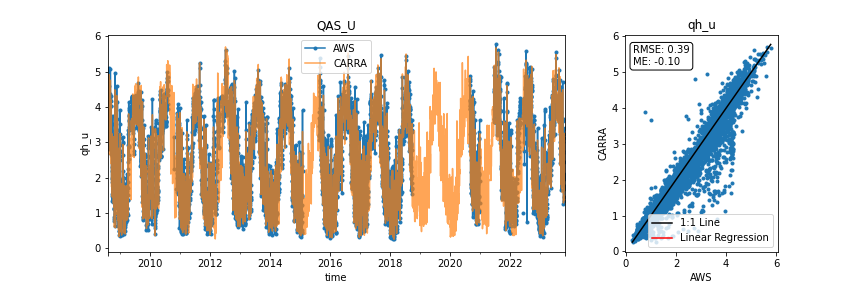 QAS_U
qh_u
6
5
4
3
2
1
0
2010
2012
2014
2016
2018
2020
2022
time
AWS
CARRA
qh_u
CARRA
6
5
4
3
2
1
0
0
2
4
6
AWS
RMSE: 0.39
ME: -0.10
1:1 Line
Linear Regression